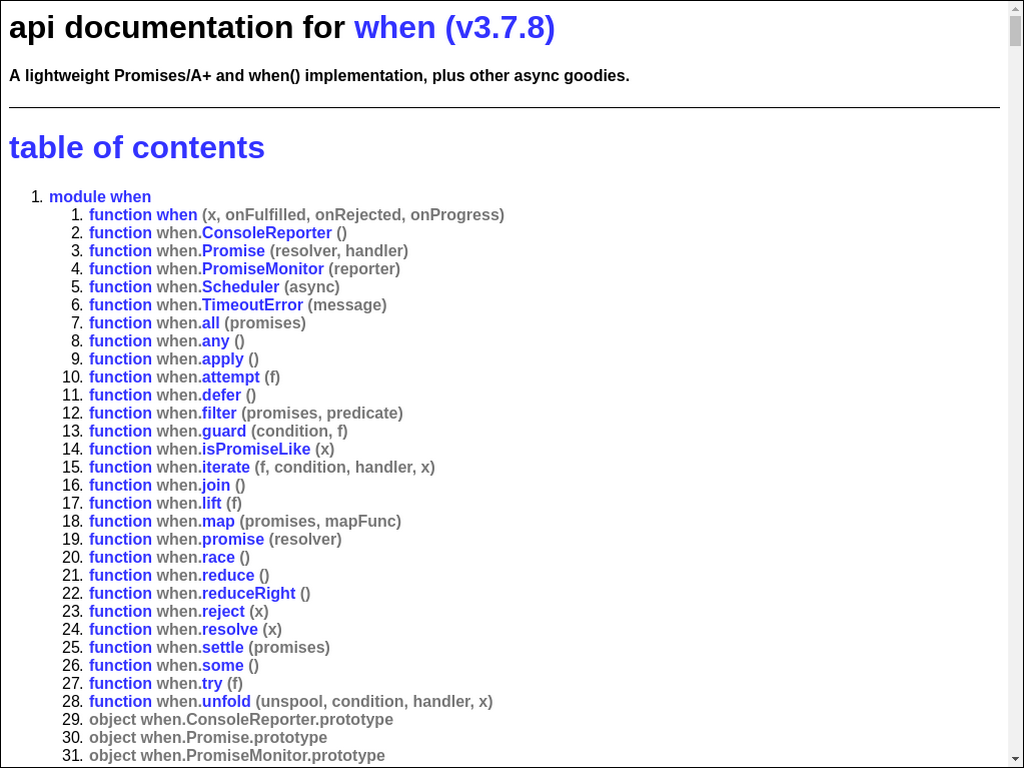 api documentation for when (v3.7.8)
A lightweight Promises/A+ and when() implementation, plus other async goodies.
table of contents
1. module when
1. function when (x, onFulfilled, onRejected, onProgress)
2. function when.ConsoleReporter ()
3. function when.Promise (resolver, handler)
4. function when.PromiseMonitor (reporter)
5. function when.Scheduler (async)
6. function when.TimeoutError (message)
7. function when.all (promises)
8. function when.any ()
9. function when.apply ()
10. function when.attempt (f)
11. function when.defer ()
12. function when.filter (promises, predicate)
13. function when.guard (condition, f)
14. function when.isPromiseLike (x)
15. function when.iterate (f, condition, handler, x)
16. function when.join ()
17. function when.lift (f)
18. function when.map (promises, mapFunc)
19. function when.promise (resolver)
20. function when.race ()
21. function when.reduce ()
22. function when.reduceRight ()
23. function when.reject (x)
24. function when.resolve (x)
25. function when.settle (promises)
26. function when.some ()
27. function when.try (f)
28. function when.unfold (unspool, condition, handler, x)
29. object when.ConsoleReporter.prototype
30. object when.Promise.prototype
31. object when.PromiseMonitor.prototype